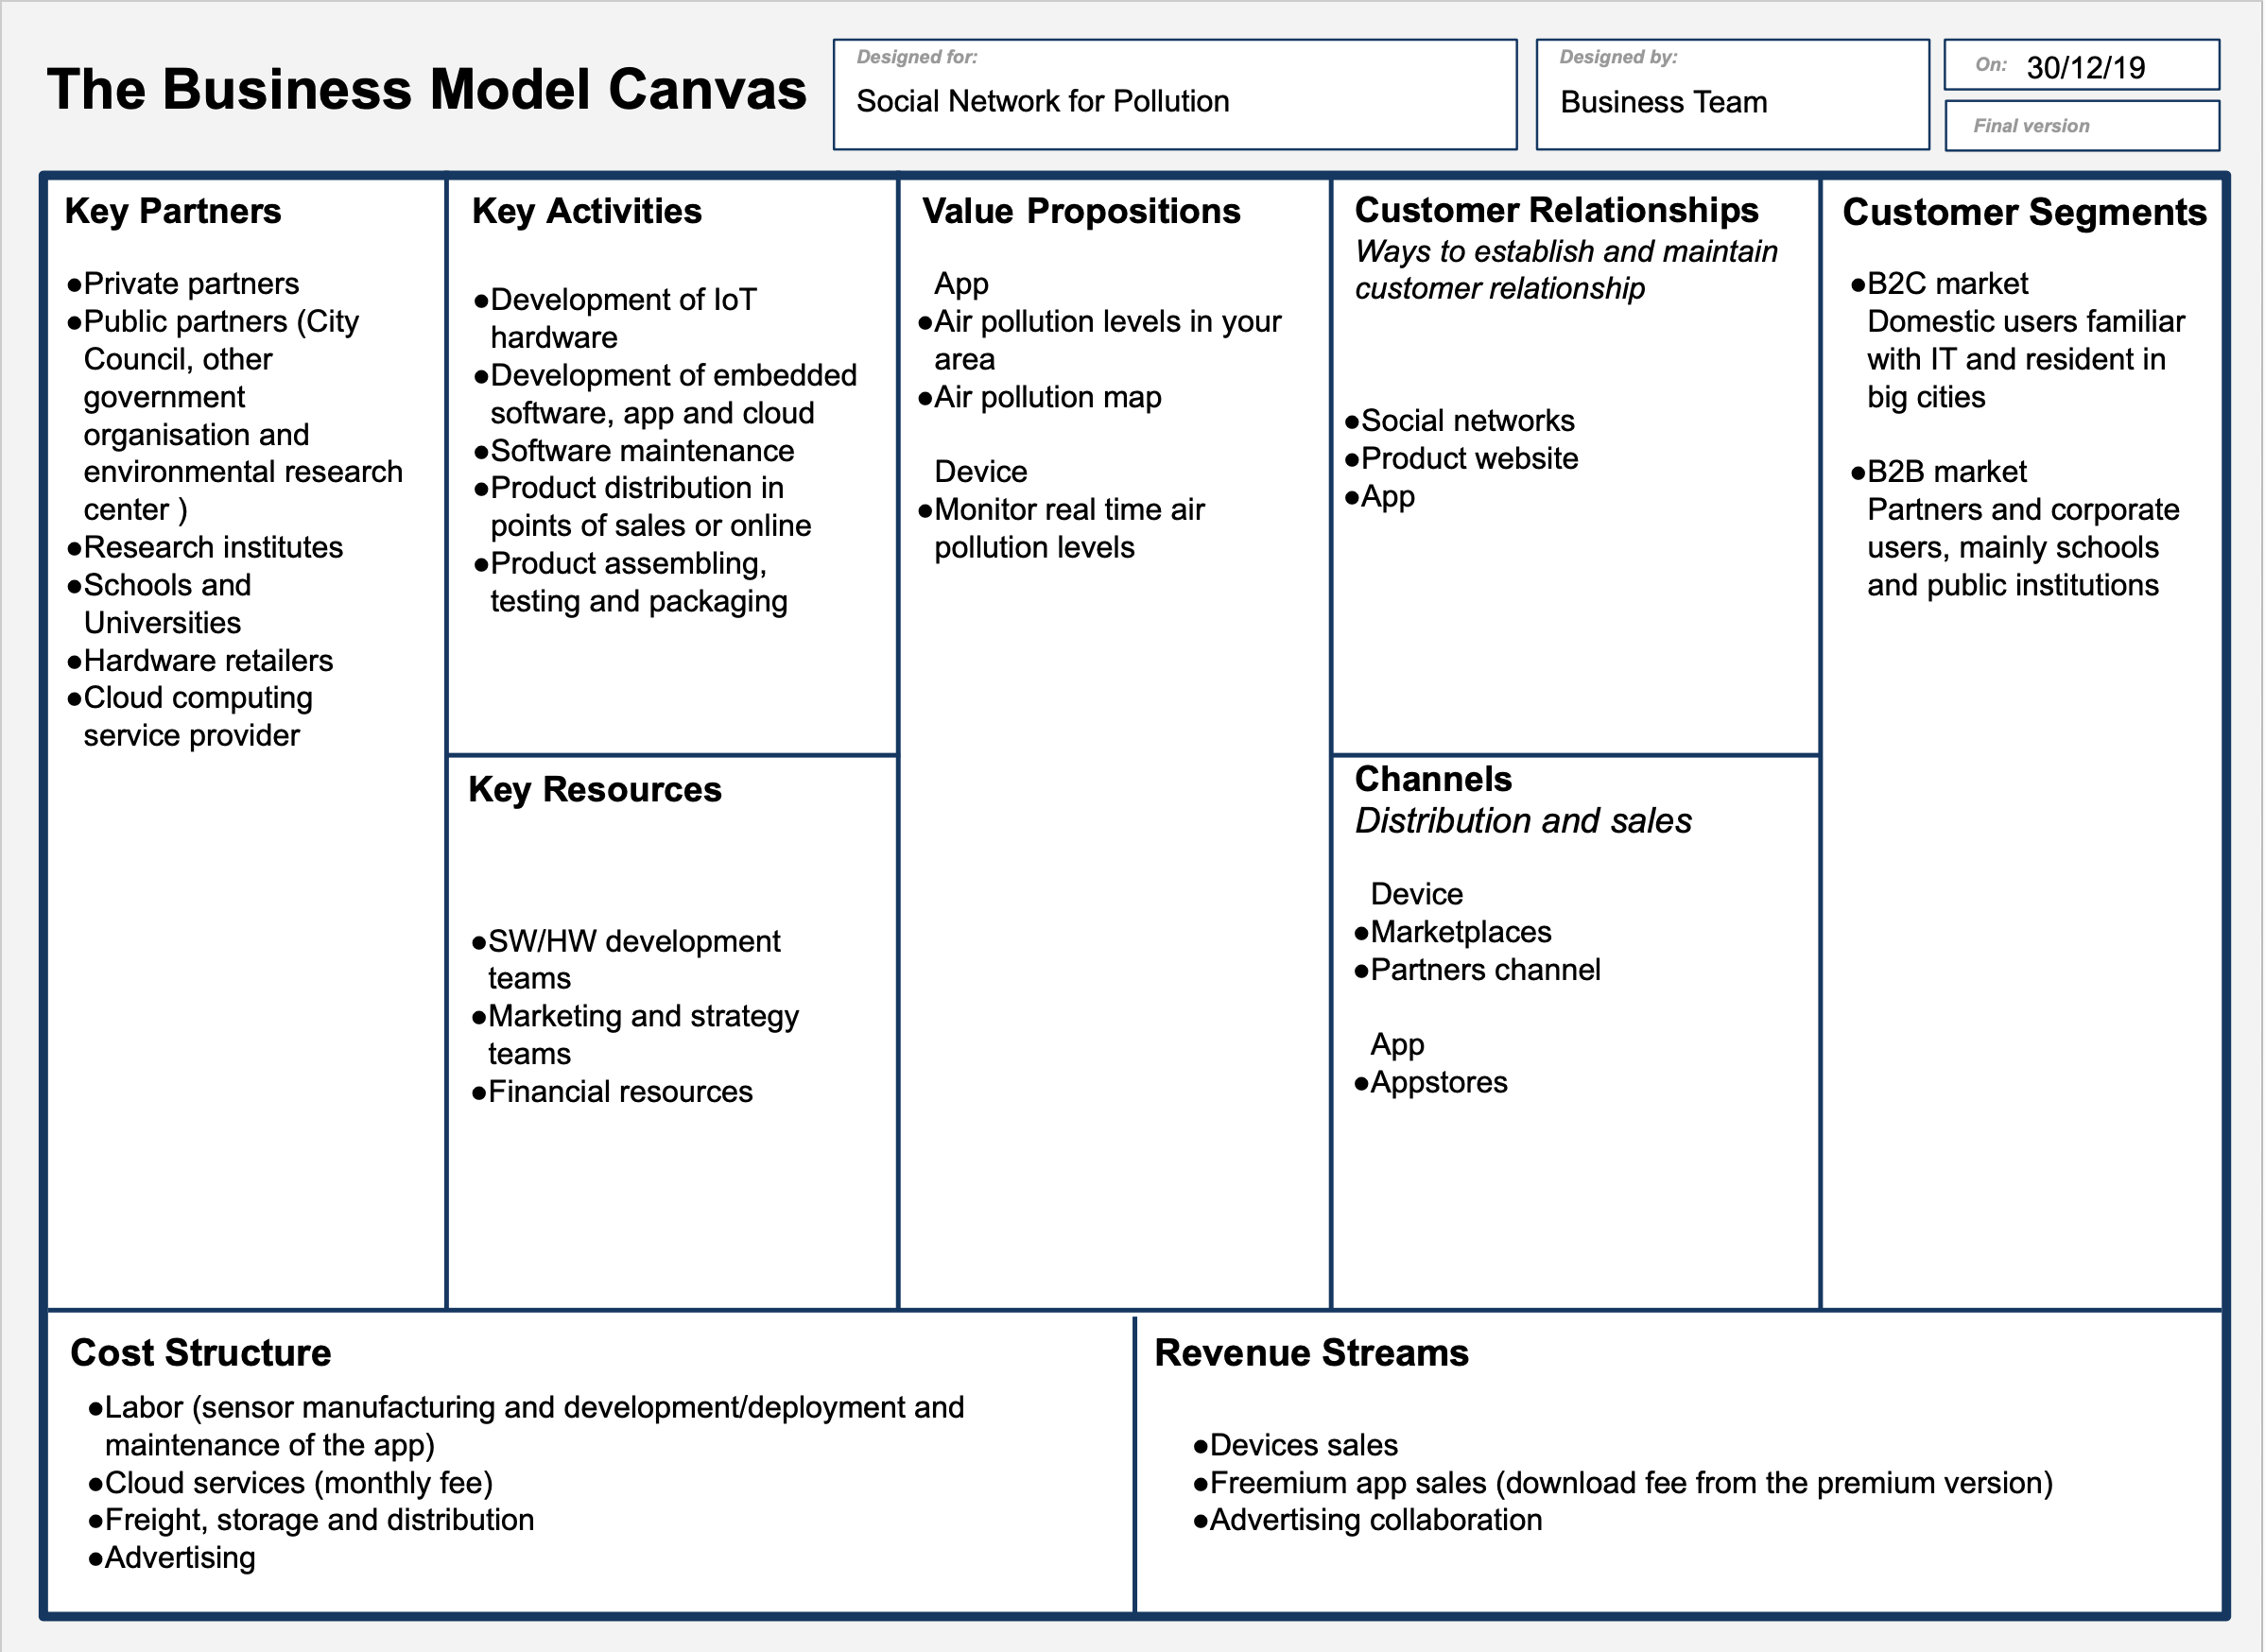 The Business Model Canvas
Designed for:
Social Network for Pollution
Designed by:
Business Team
On: 30/12/19
Final version
Key Partners
●Private partners
●Public partners (City
Council, other
government
organisation and
environmental research
center )
●Research institutes
●Schools and
Universities
●Hardware retailers
●Cloud computing
service provider
Key Activities
●Development of IoT
hardware
●Development of embedded
software, app and cloud
●Software maintenance
●Product distribution in
points of sales or online
●Product assembling,
testing and packaging
Key Resources
●SW/HW development
teams
●Marketing and strategy
teams
●Financial resources
Value Propositions
App
●Air pollution levels in your
area
●Air pollution map
Device
●Monitor real time air
pollution levels
Customer Relationships
Ways to establish and maintain
customer relationship
●Social networks
●Product website
●App
Channels
Distribution and sales
Device
●Marketplaces
●Partners channel
App
●Appstores
Customer Segments
●B2C market
Domestic users familiar
with IT and resident in
big cities
●B2B market
Partners and corporate
users, mainly schools
and public institutions
Cost Structure
●Labor (sensor manufacturing and development/deployment and
maintenance of the app)
●Cloud services (monthly fee)
●Freight, storage and distribution
●Advertising
Revenue Streams
●Devices sales
●Freemium app sales (download fee from the premium version)
●Advertising collaboration